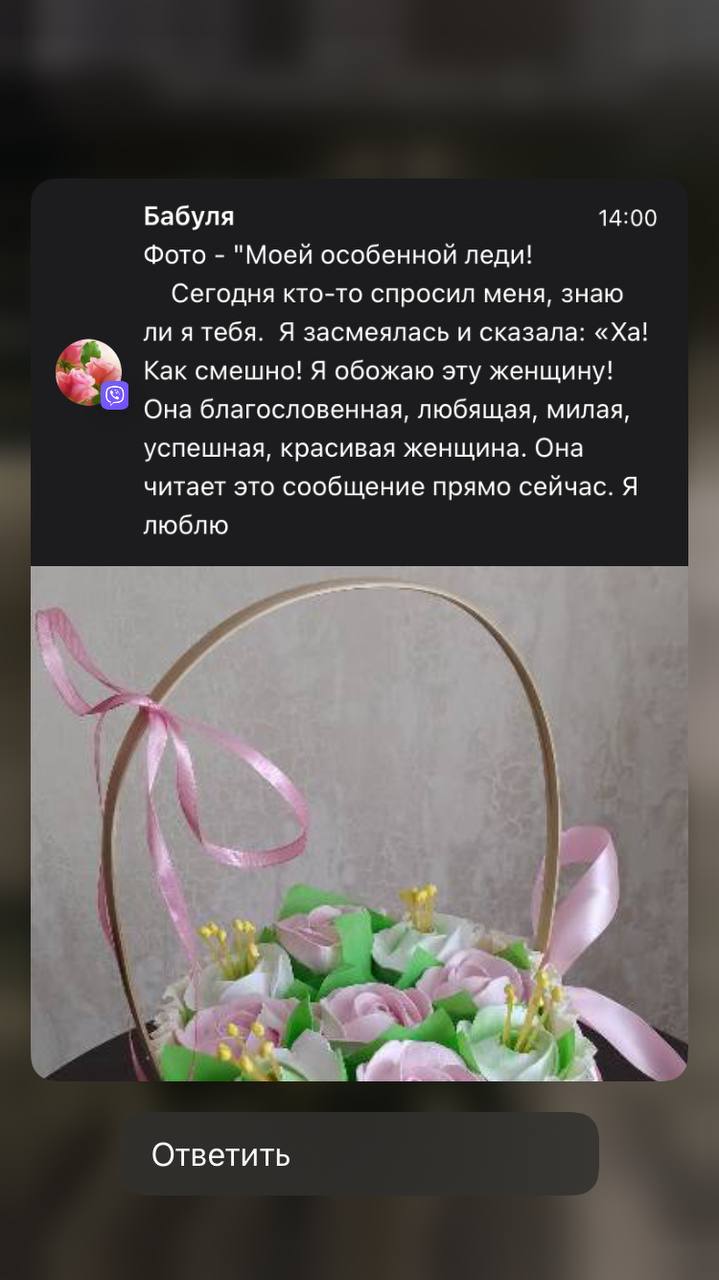 Бабуля 14:00
Фото - "Моей особенной леди!
Сегодня кто-то спросил меня, знаю
ли я тебя.  Я засмеялась и сказала: «Ха!
Как смешно! Я обожаю эту женщину!
Она благословенная, любящая, милая,
успешная, красивая женщина. Она
читает это сообщение прямо сейчас. Я
люблю
Ответить